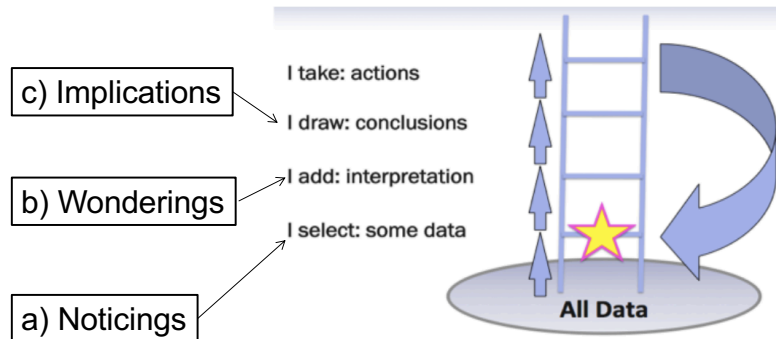 I take: actions
c) Implications
I draw: conclusions
I add: interpretation
b) Wonderings
I select: some data
a) Noticings
All Data